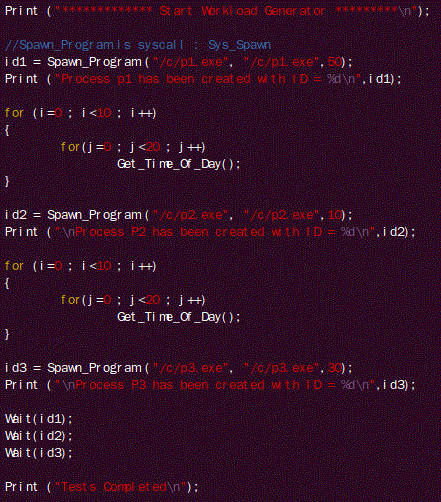 Print ("************* Start Workload Generator *********\n");
//Spawn_Program is syscall : Sys_Spawn
id1 = Spawn_Program("/c/p1.exe", "/c/p1.exe",50);
Print ("Process p1 has been created with ID = %d\n",id1);
for (i=0 ; i<10 ; i++)
{
for(j=0 ; j<20 ; j++)
Get_Time_Of_Day();
}
id2 = Spawn_Program("/c/p2.exe", "/c/p2.exe",10);
Print ("\nProcess P2 has been created with ID = %d\n",id2);
for (i=0 ; i<10 ; i++)
{
for(j=0 ; j<20 ; j++)
Get_Time_Of_Day();
}
id3 = Spawn_Program("/c/p3.exe", "/c/p3.exe",30);
Print ("\nProcess P3 has been created with ID = %d\n",id3);
Wait(id1);
Wait(id2);
Wait(id3);
Print ("Tests Completed\n");